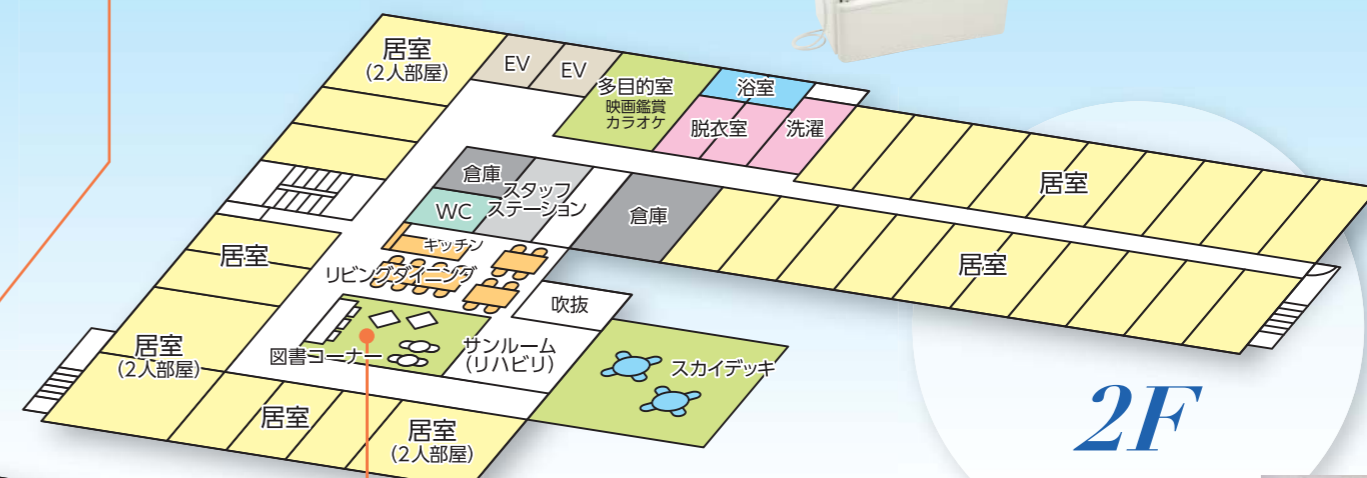 居室
(2人部屋)
EV
EV
多目的室
映画鑑賞
カラオケ
浴室
脱衣室
洗濯
居室
倉庫
スタッフ
ステーション
WC
倉庫
キッチン
リビングダイニング
居室
居室
吹抜
居室
(2人部屋)
図書コーナー
サンルーム
(リハビリ)
スカイデッキ
居室
居室
(2人部屋)
2F